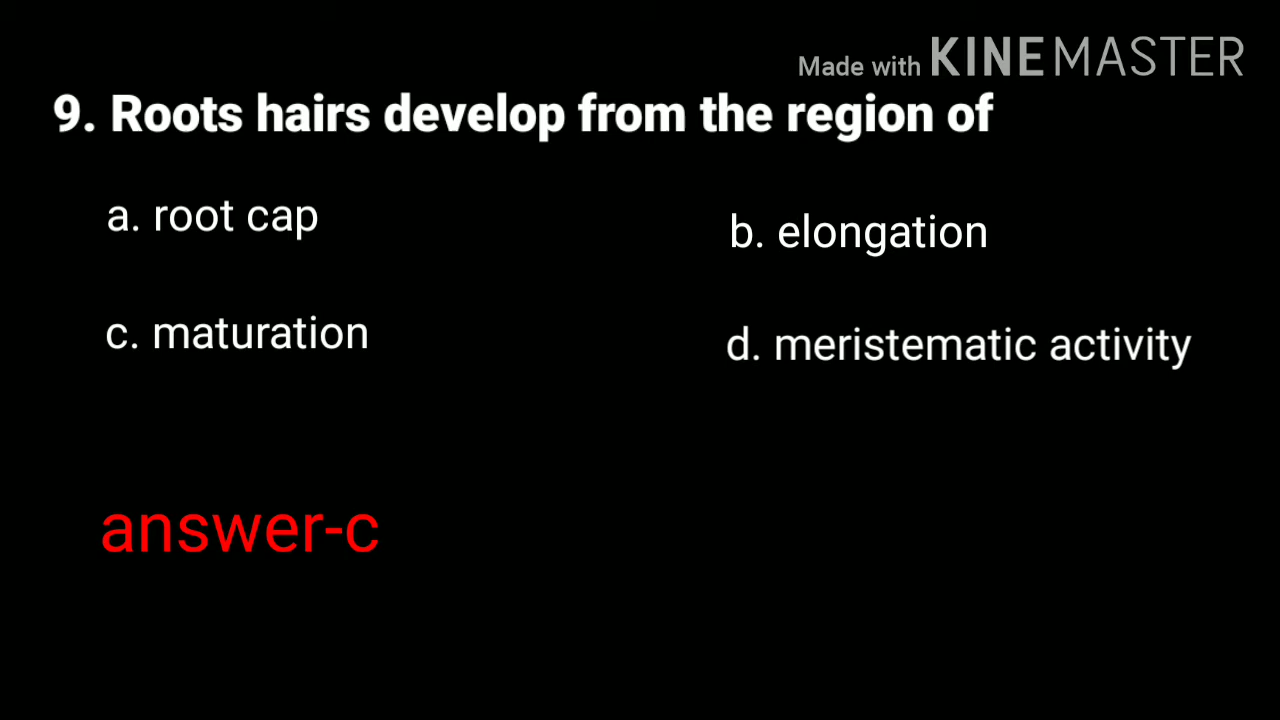 Made with KINEMASTER
9. Roots hairs develop from the region of
a. root cap
b. elongation
c. maturation
d. meristematic activity
answer-c